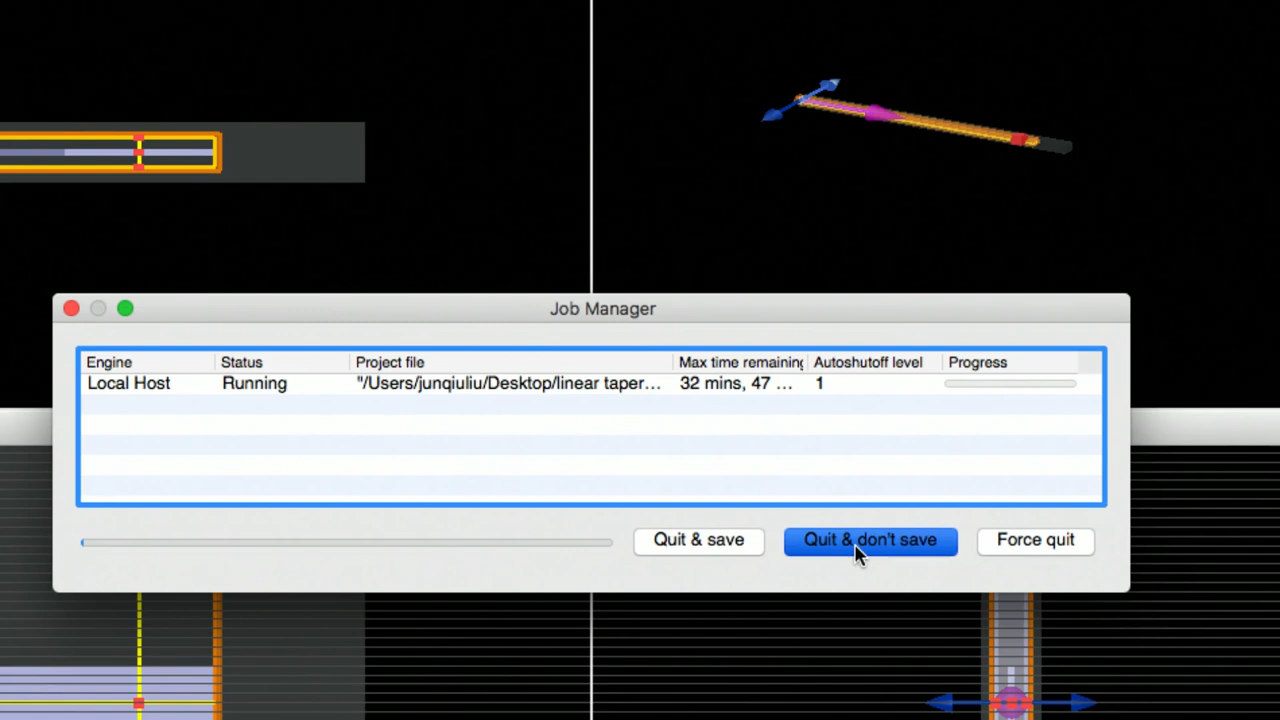 Job Manager
Engine Status Project file Max time remaining Autoshutoff level Progress
Local Host Running "/Users/junqiuliu/Desktop/linear taper... 32 mins, 47 ... 1
Quit & save Quit & don't save Force quit